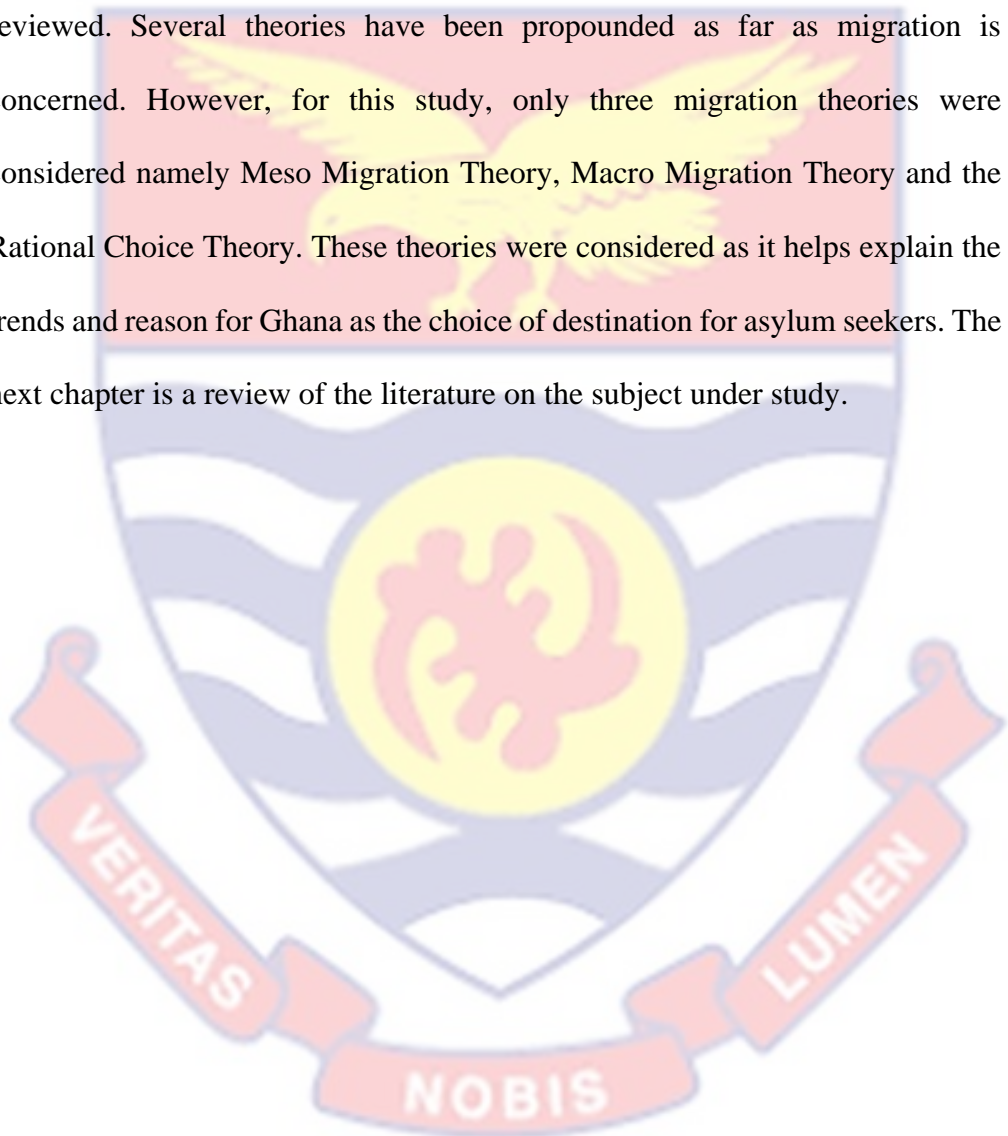 reviewed. Several theories have been propounded as far as migration is
concerned. However, for this study, only three migration theories were
considered namely Meso Migration Theory, Macro Migration Theory and the
Rational Choice Theory. These theories were considered as it helps explain the
trends and reason for Ghana as the choice of destination for asylum seekers. The
next chapter is a review of the literature on the subject under study.
VERITAS
NOBIS
LUMEN